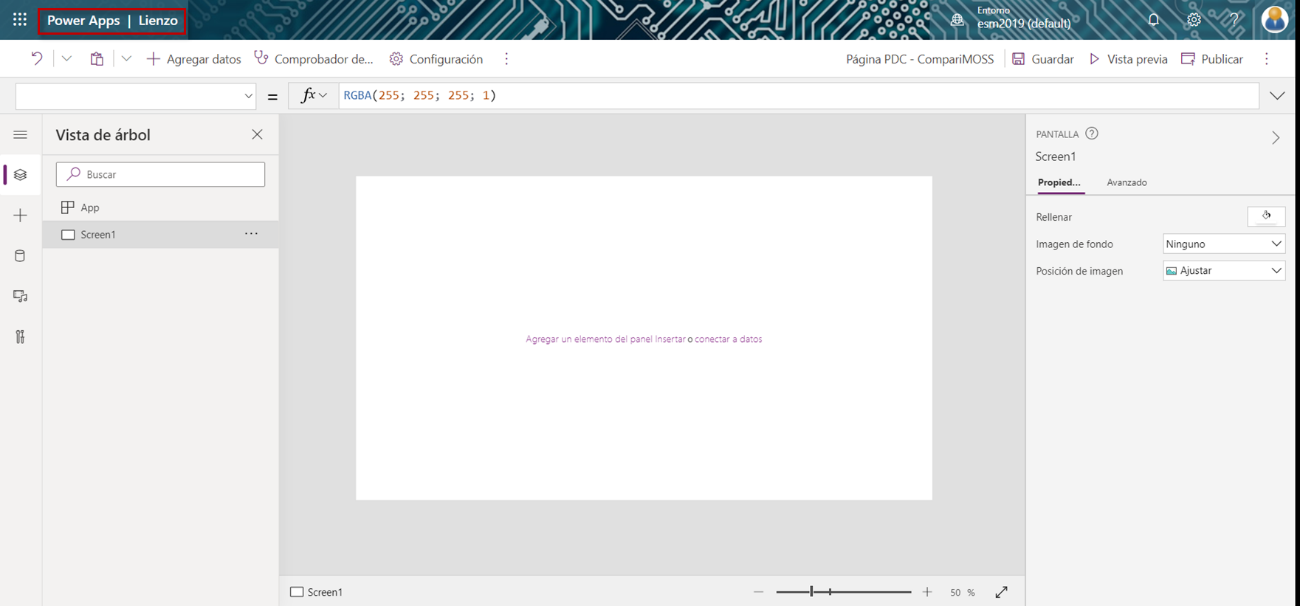 Power Apps | Lienzo
Entorno
esm2019 (default)
?
Agregar datos
Comprobador de...
Configuración
Página PDC - CompariMOSS
Guardar
Vista previa
Publicar
= fx RGBA(255; 255; 255; 1)
Vista de árbol
Buscar
App
Screen1
...
Agregar un elemento del panel Insertar o conectar a datos
PANTALLA ?
Screen1
Propied... Avanzado
Rellenar
Imagen de fondo Ninguno
Posición de imagen Ajustar
Screen1
50 %